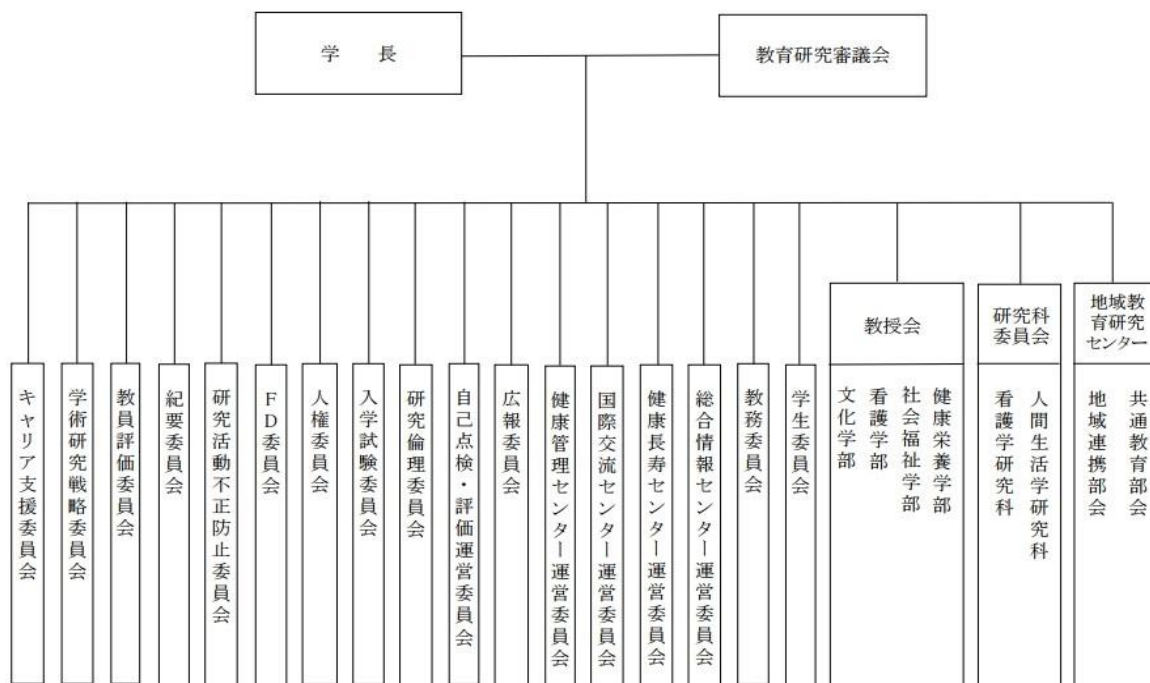 学　長
教育研究審議会
キャリア支援委員会
学術研究戦略委員会
教員評価委員会
紀要委員会
研究活動不正防止委員会
FD委員会
人権委員会
入学試験委員会
研究倫理委員会
自己点検・評価運営委員会
広報委員会
健康管理センター運営委員会
国際交流センター運営委員会
健康長寿センター運営委員会
総合情報センター運営委員会
教務委員会
学生委員会
教授会
文化学部
看護学部
社会福祉学部
健康栄養学部
研究科
委員会
看護学研究科
人間生活学研究科
地域教
育研究
センター
地域連携部会
共通教育部会